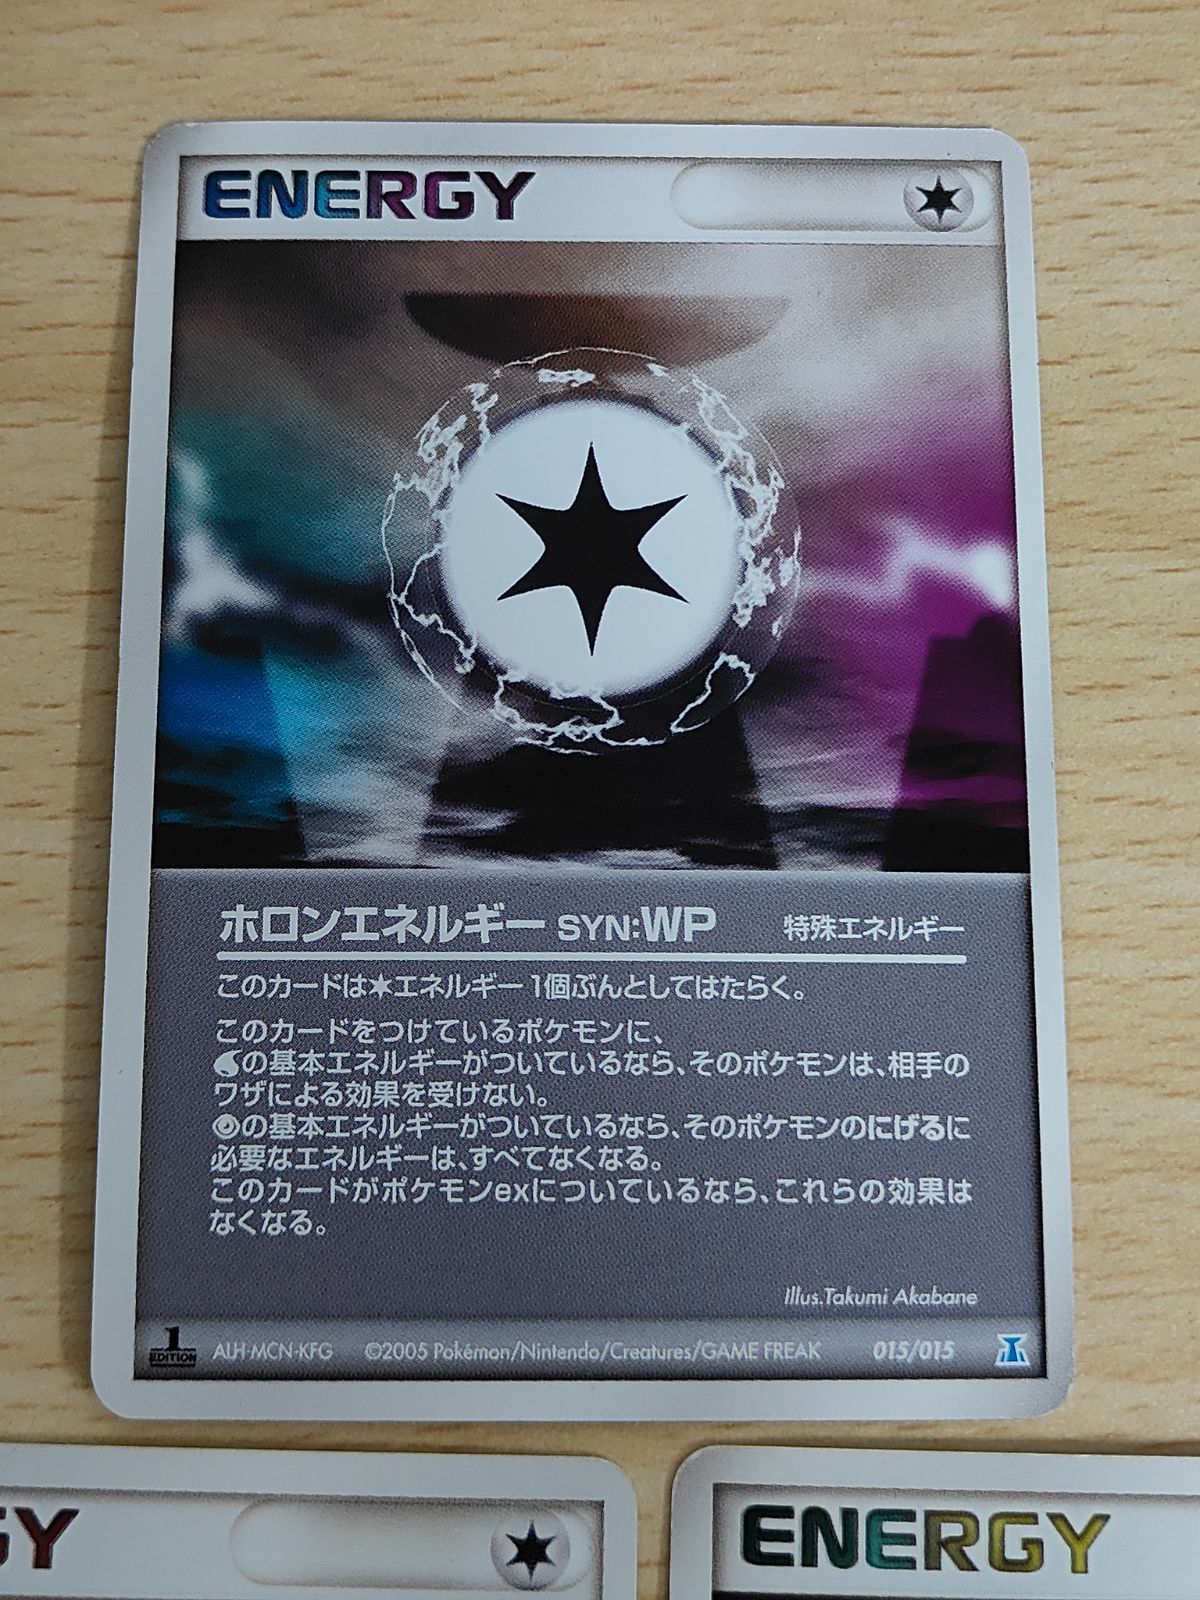 ENERGY
ホロンエネルギー SYN:WP 特殊エネルギー
このカードは✶エネルギー1個ぶんとしてはたらく。
このカードをつけているポケモンに、
の基本エネルギーがついているなら、そのポケモンは、相手の
ワザによる効果を受けない。
の基本エネルギーがついているなら、そのポケモンのにげるに
必要なエネルギーは、すべてなくなる。
このカードがポケモンexについているなら、これらの効果は
なくなる。
Illus.Takumi Akabane
1 EDITION ALH-MCN-KFG ©2005 Pokémon/Nintendo/Creatures/GAME FREAK 015/015
GY
ENERGY